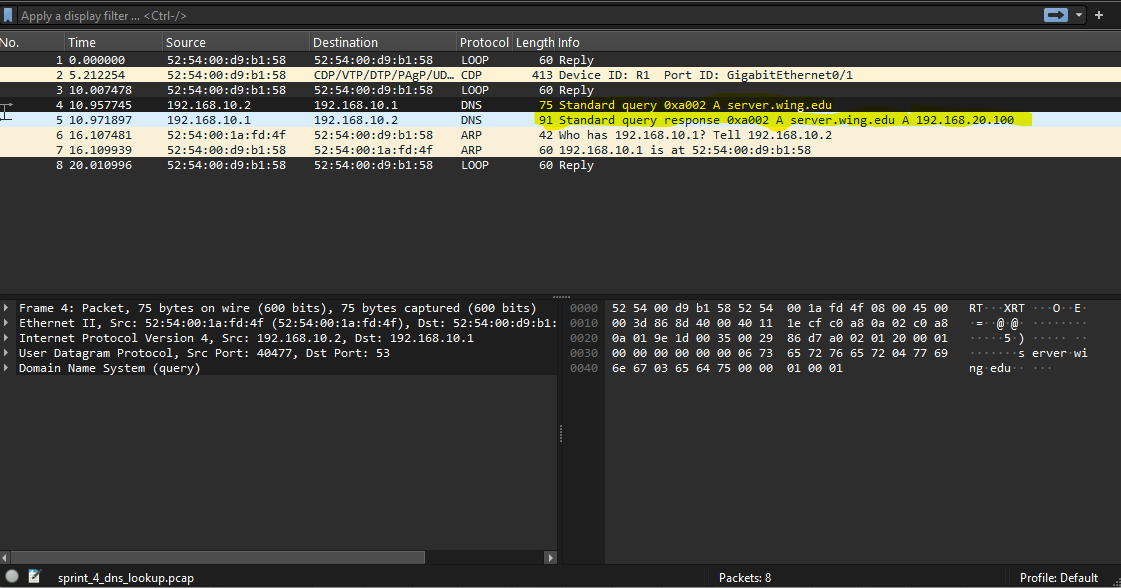 Apply a display filter ... <Ctrl-/>
No. Time Source Destination Protocol Length Info
1 0.000000 52:54:00:d9:b1:58 52:54:00:d9:b1:58 LOOP 60 Reply
2 5.212254 52:54:00:d9:b1:58 CDP/VTP/DTP/PAgP/UD… CDP 413 Device ID: R1 Port ID: GigabitEthernet0/1
3 10.007478 52:54:00:d9:b1:58 52:54:00:d9:b1:58 LOOP 60 Reply
4 10.957745 192.168.10.2 192.168.10.1 DNS 75 Standard query 0xa002 A server.wing.edu
5 10.971897 192.168.10.1 192.168.10.2 DNS 91 Standard query response 0xa002 A server.wing.edu A 192.168.20.100
6 16.107481 52:54:00:1a:fd:4f 52:54:00:d9:b1:58 ARP 42 Who has 192.168.10.1? Tell 192.168.10.2
7 16.109939 52:54:00:d9:b1:58 52:54:00:1a:fd:4f ARP 60 192.168.10.1 is at 52:54:00:d9:b1:58
8 20.010996 52:54:00:d9:b1:58 52:54:00:d9:b1:58 LOOP 60 Reply
Frame 4: Packet, 75 bytes on wire (600 bits), 75 bytes captured (600 bits)
Ethernet II, Src: 52:54:00:1a:fd:4f (52:54:00:1a:fd:4f), Dst: 52:54:00:d9:b1:
Internet Protocol Version 4, Src: 192.168.10.2, Dst: 192.168.10.1
User Datagram Protocol, Src Port: 40477, Dst Port: 53
Domain Name System (query)
0000 52 54 00 d9 b1 58 52 54 00 1a fd 4f 08 00 45 00 RT···XRT ···O··E·
0010 00 3d 86 8d 40 00 40 11 1e cf c0 a8 0a 02 c0 a8 ·=··@·@· ········
0020 0a 01 9e 1d 00 35 00 29 86 d7 a0 02 01 20 00 01 ·····5·) ····· ··
0030 00 00 00 00 00 00 06 73 65 72 76 65 72 04 77 69 ·······s erver·wi
0040 6e 67 03 65 64 75 00 00 01 00 01 ng·edu·· ···
sprint_4_dns_lookup.pcap Packets: 8 Profile: Default